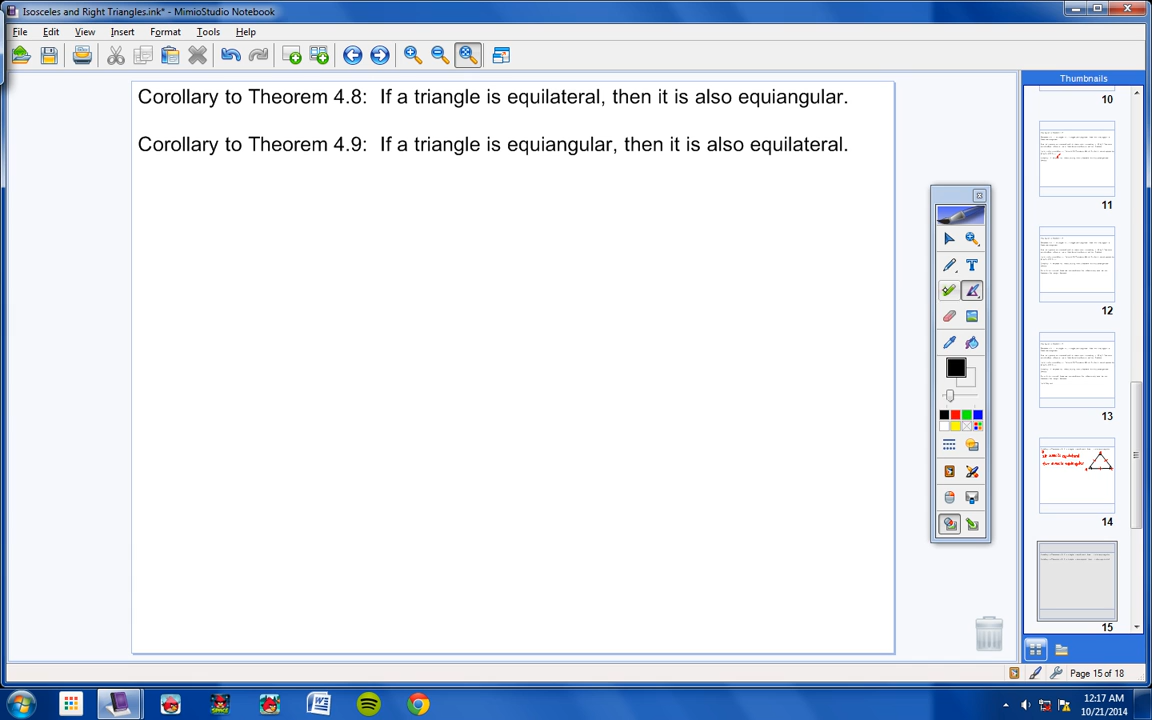 Isosceles and Right Triangles.ink* - MimioStudio Notebook
File Edit View Insert Format Tools Help
Thumbnails
Corollary to Theorem 4.8: If a triangle is equilateral, then it is also equiangular.
Corollary to Theorem 4.9: If a triangle is equiangular, then it is also equilateral.
10
11
12
13
14
15
Page 15 of 18
12:17 AM
10/21/2014